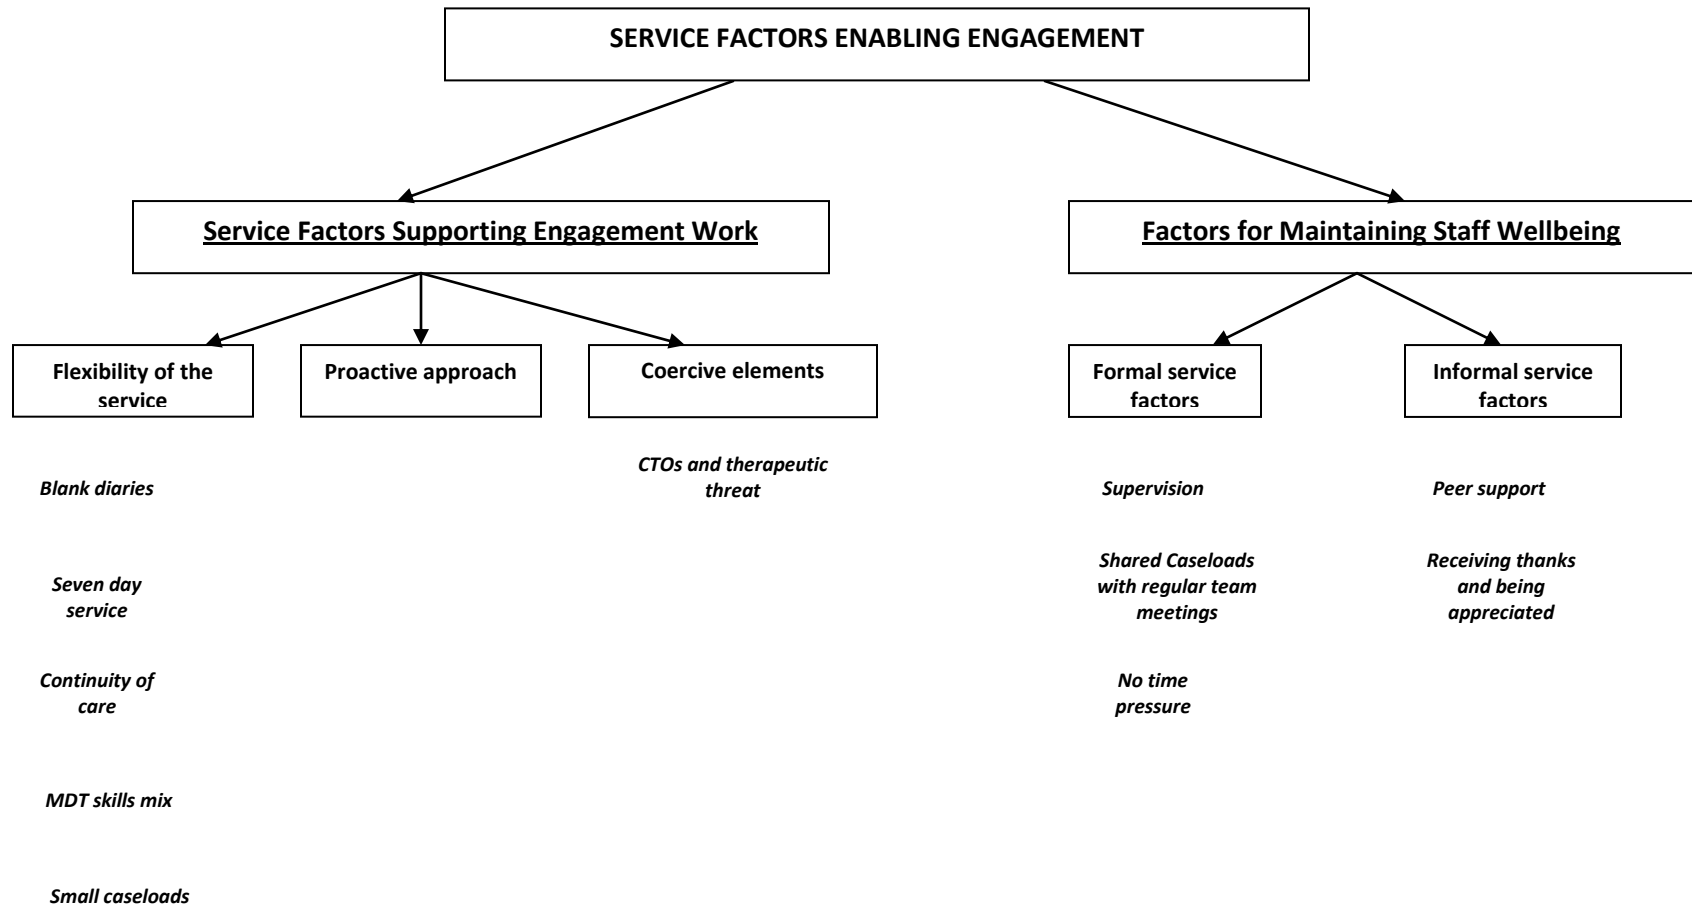 SERVICE FACTORS ENABLING ENGAGEMENT
Service Factors Supporting Engagement Work
Factors for Maintaining Staff Wellbeing
Flexibility of the
service
Proactive approach
Coercive elements
Formal service
factors
Informal service
factors
Blank diaries
Seven day
service
Continuity of
care
MDT skills mix
Small caseloads
CTOs and therapeutic
threat
Supervision
Shared Caseloads
with regular team
meetings
No time
pressure
Peer support
Receiving thanks
and being
appreciated